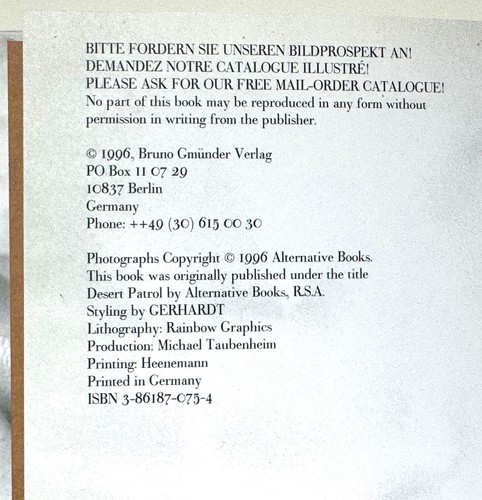 BITTE FORDERN SIE UNSEREN BILDPROSPEKT AN!
DEMANDEZ NOTRE CATALOGUE ILLUSTRÉ!
PLEASE ASK FOR OUR FREE MAIL-ORDER CATALOGUE!
No part of this book may be reproduced in any form without
permission in writing from the publisher.
© 1996, Bruno Gmünder Verlag
PO Box 11 07 29
10837 Berlin
Germany
Phone: ++49 (30) 615 00 30
Photographs Copyright © 1996 Alternative Books.
This book was originally published under the title
Desert Patrol by Alternative Books, R.S.A.
Styling by GERHARDT
Lithography: Rainbow Graphics
Production: Michael Taubenheim
Printing: Heenemann
Printed in Germany
ISBN 3-86187-075-4